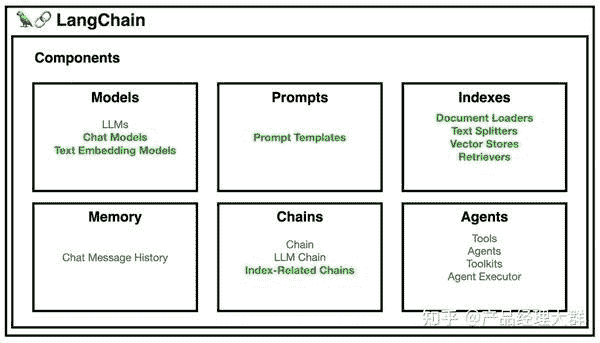 🦜🔗 LangChain
Components
Models
LLMs
Chat Models
Text Embedding Models
Prompts
Prompt Templates
Indexes
Document Loaders
Text Splitters
Vector Stores
Retrievers
Memory
Chat Message History
Chains
Chain
LLM Chain
Index-Related Chains
Agents
Tools
Agents
Toolkits
Agent Executor
知乎 @产品经理大群